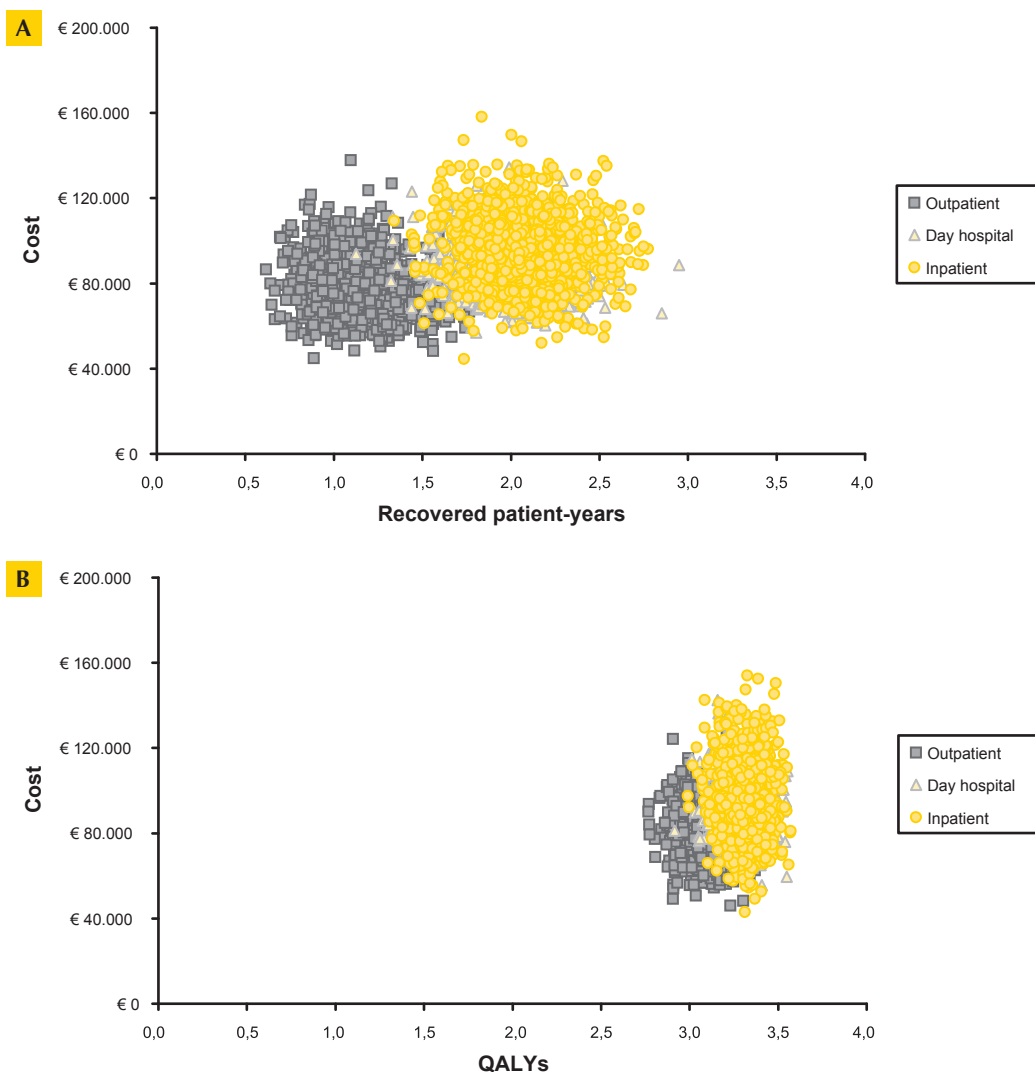 A
€ 200.000
€ 160.000
€ 120.000
€ 80.000
€ 40.000
€ 0
Cost
0,0 0,5 1,0 1,5 2,0 2,5 3,0 3,5 4,0
Recovered patient-years
Outpatient
Day hospital
Inpatient
B
€ 200.000
€ 160.000
€ 120.000
€ 80.000
€ 40.000
€ 0
Cost
0,0 0,5 1,0 1,5 2,0 2,5 3,0 3,5 4,0
QALYs
Outpatient
Day hospital
Inpatient